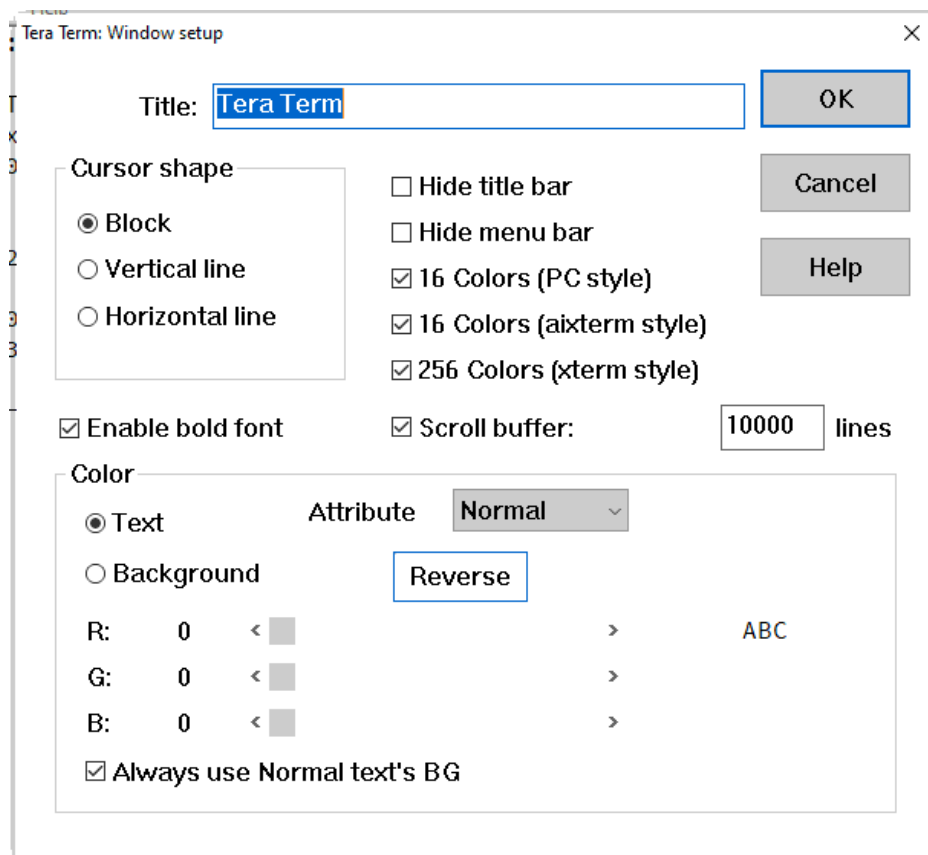 Tera Term: Window setup
Title: Tera Term
OK
Cursor shape
Block
Vertical line
Horizontal line
Hide title bar
Hide menu bar
16 Colors (PC style)
16 Colors (aixterm style)
256 Colors (xterm style)
Cancel
Help
Enable bold font
Scroll buffer: 10000 lines
Color
Text
Attribute Normal
Background
Reverse
R: 0 < > ABC
G: 0 < >
B: 0 < >
Always use Normal text's BG